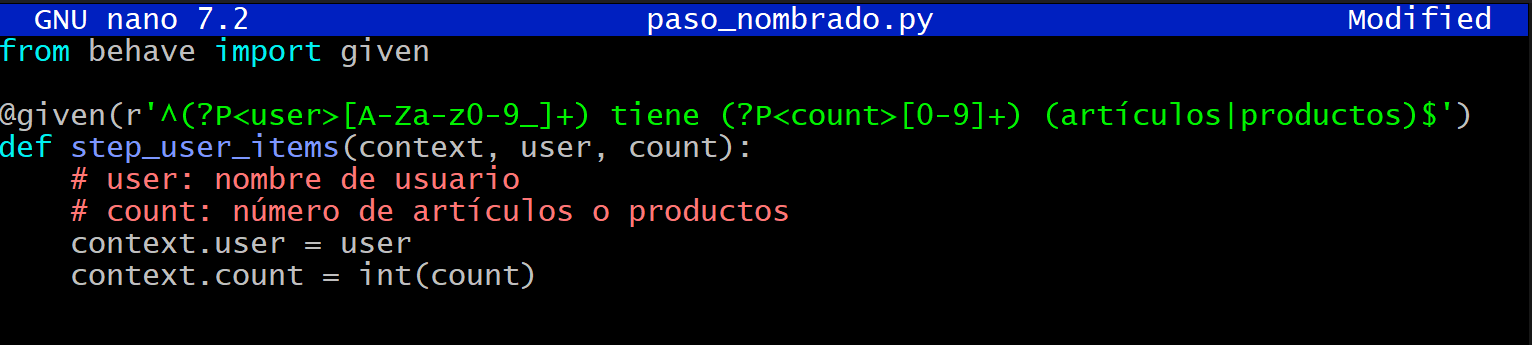 GNU nano 7.2 paso_nombrado.py Modified
from behave import given
@given(r'^(?P<user>[A-Za-z0-9_]+) tiene (?P<count>[0-9]+) (artículos|productos)$')
def step_user_items(context, user, count):
    # user: nombre de usuario
    # count: número de artículos o productos
    context.user = user
    context.count = int(count)